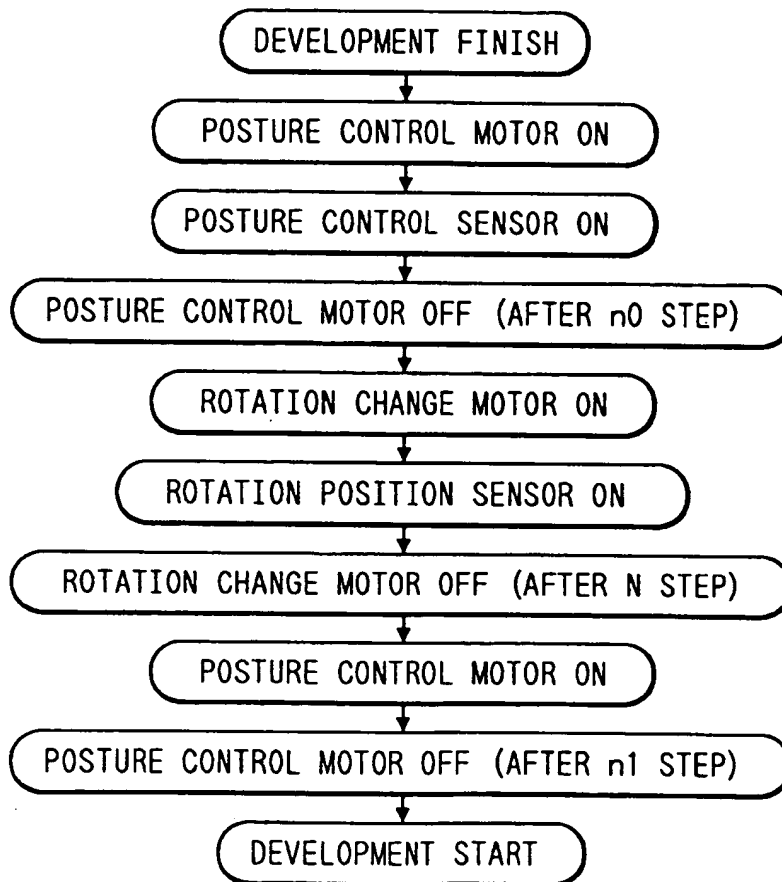 DEVELOPMENT FINISH
POSTURE CONTROL MOTOR ON
POSTURE CONTROL SENSOR ON
POSTURE CONTROL MOTOR OFF (AFTER n0 STEP)
ROTATION CHANGE MOTOR ON
ROTATION POSITION SENSOR ON
ROTATION CHANGE MOTOR OFF (AFTER N STEP)
POSTURE CONTROL MOTOR ON
POSTURE CONTROL MOTOR OFF (AFTER n1 STEP)
DEVELOPMENT START